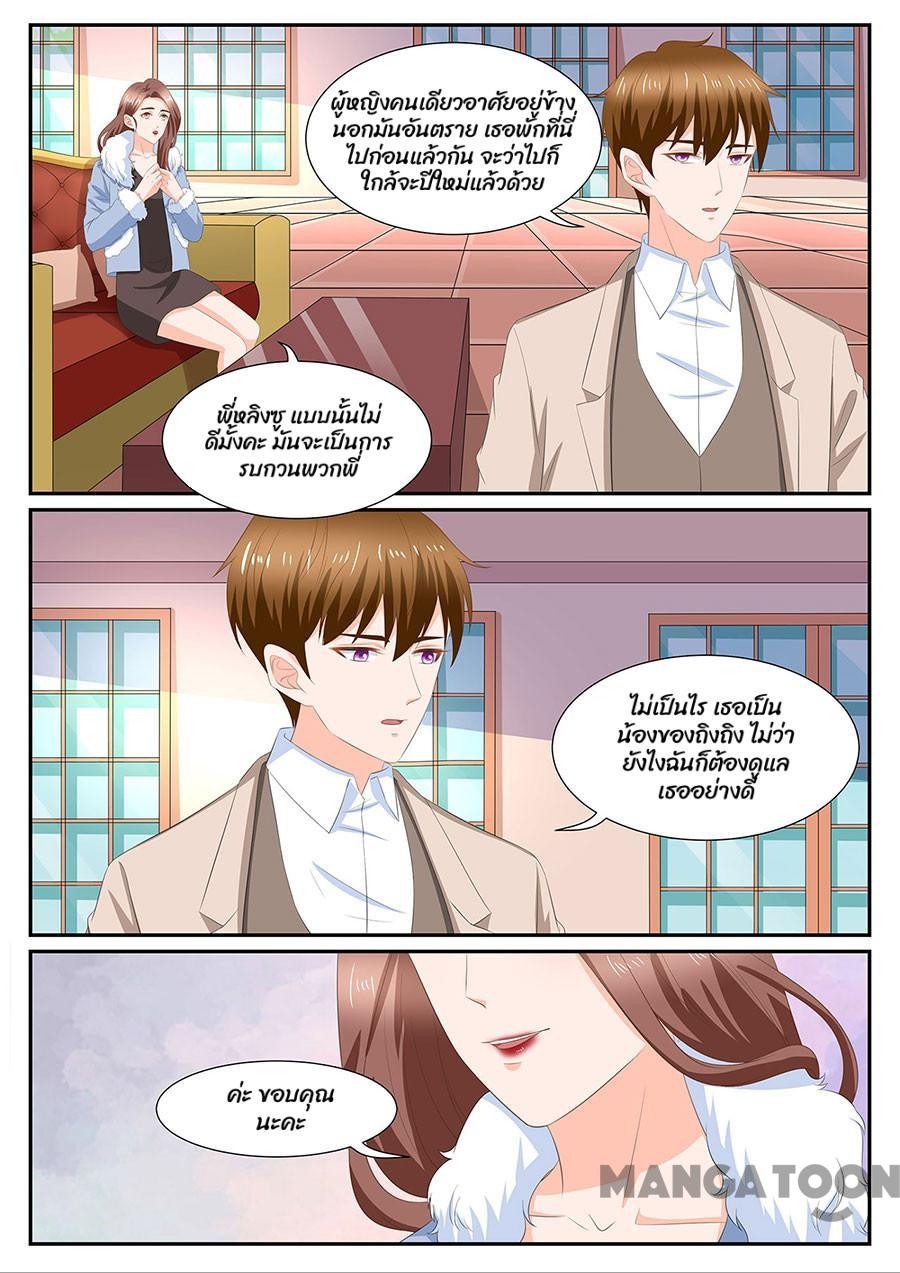 ผู้หญิงคนเดียวอาศัยอยู่ข้าง
นอกมันอันตราย เธอพักที่นี่
ไปก่อนแล้วกัน จะว่าไปก็
ใกล้จะปีใหม่แล้วด้วย
พี่หลิงซู แบบนั้นไม่
ดีมั้งคะ มันจะเป็นการ
รบกวนพวกพี่
ไม่เป็นไร เธอเป็น
น้องของถิงถิง ไม่ว่า
ยังไงฉันก็ต้องดูแล
เธออย่างดี
ค่ะ ขอบคุณ
นะคะ
MANGATOON